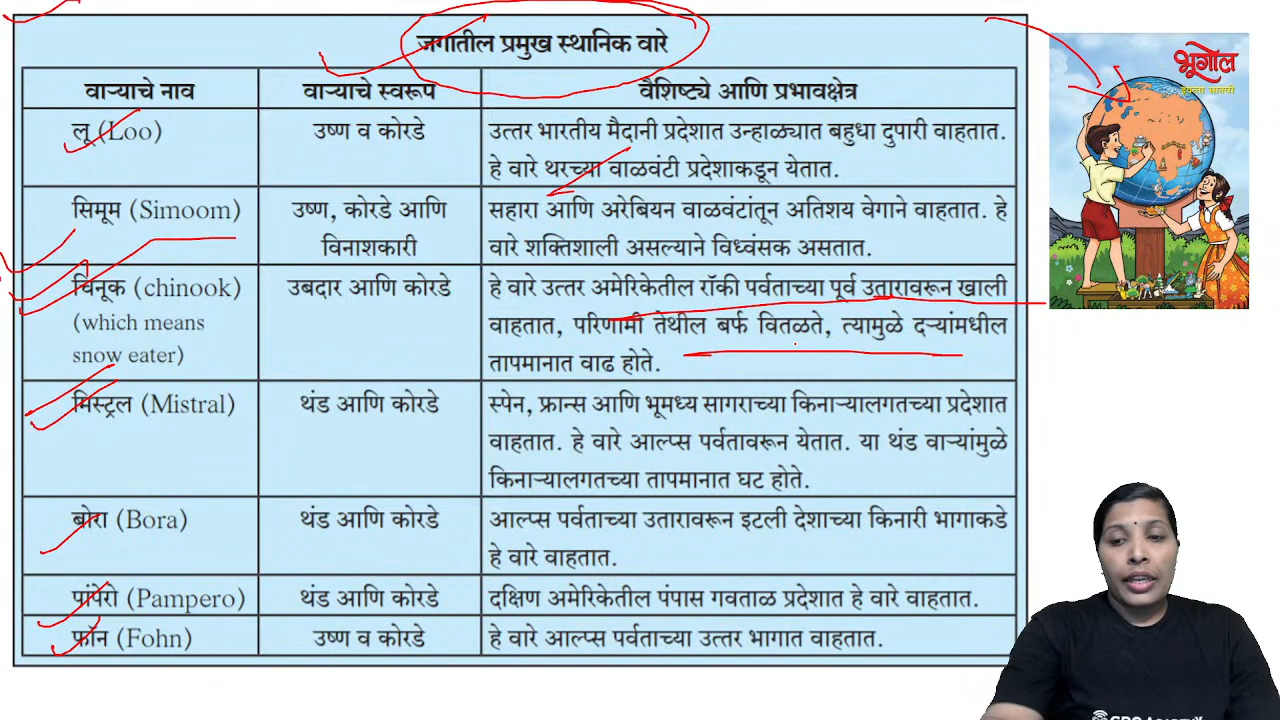 जगातील प्रमुख स्थानिक वारे
वाऱ्याचे नाव
वाऱ्याचे स्वरूप
वैशिष्ट्ये आणि प्रभावक्षेत्र
लू (Loo)
उष्ण व कोरडे
उत्तर भारतीय मैदानी प्रदेशात उन्हाळ्यात बहुधा दुपारी वाहतात.
हे वारे थरच्या वाळवंटी प्रदेशाकडून येतात.
सिमूम (Simoom)
उष्ण, कोरडे आणि
विनाशकारी
सहारा आणि अरेबियन वाळवंटांतून अतिशय वेगाने वाहतात. हे
वारे शक्तिशाली असल्याने विध्वंसक असतात.
चिनूक (chinook)
(which means
snow eater)
उबदार आणि कोरडे
हे वारे उत्तर अमेरिकेतील रॉकी पर्वताच्या पूर्व उतारावरून खाली
वाहतात, परिणामी तेथील बर्फ वितळते, त्यामुळे दऱ्यांमधील
तापमानात वाढ होते.
मिस्ट्रल (Mistral)
थंड आणि कोरडे
स्पेन, फ्रान्स आणि भूमध्य सागराच्या किनाऱ्यालगतच्या प्रदेशात
वाहतात. हे वारे आल्प्स पर्वतावरून येतात. या थंड वाऱ्यांमुळे
किनाऱ्यालगतच्या तापमानात घट होते.
बोरा (Bora)
थंड आणि कोरडे
आल्प्स पर्वताच्या उतारावरून इटली देशाच्या किनारी भागाकडे
हे वारे वाहतात.
पांपेरो (Pampero)
थंड आणि कोरडे
दक्षिण अमेरिकेतील पंपास गवताळ प्रदेशात हे वारे वाहतात.
फॉन (Fohn)
उष्ण व कोरडे
हे वारे आल्प्स पर्वताच्या उत्तर भागात वाहतात.
भूगोल
इयत्ता सातवी